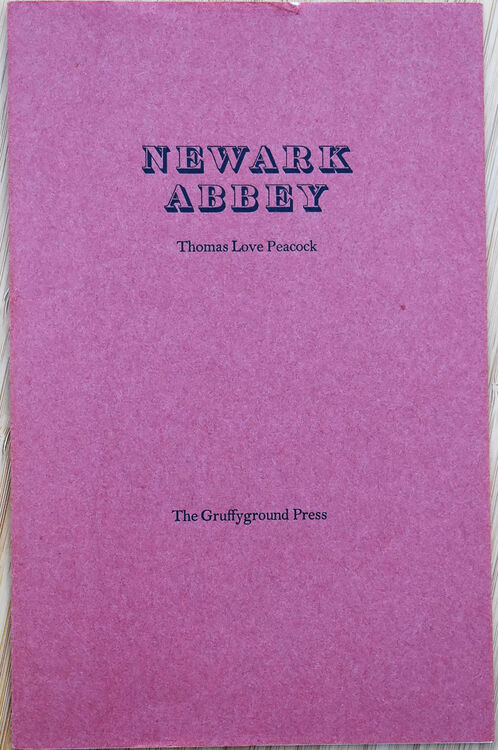 NEWARK
ABBEY
Thomas Love Peacock
The Gruffyground Press